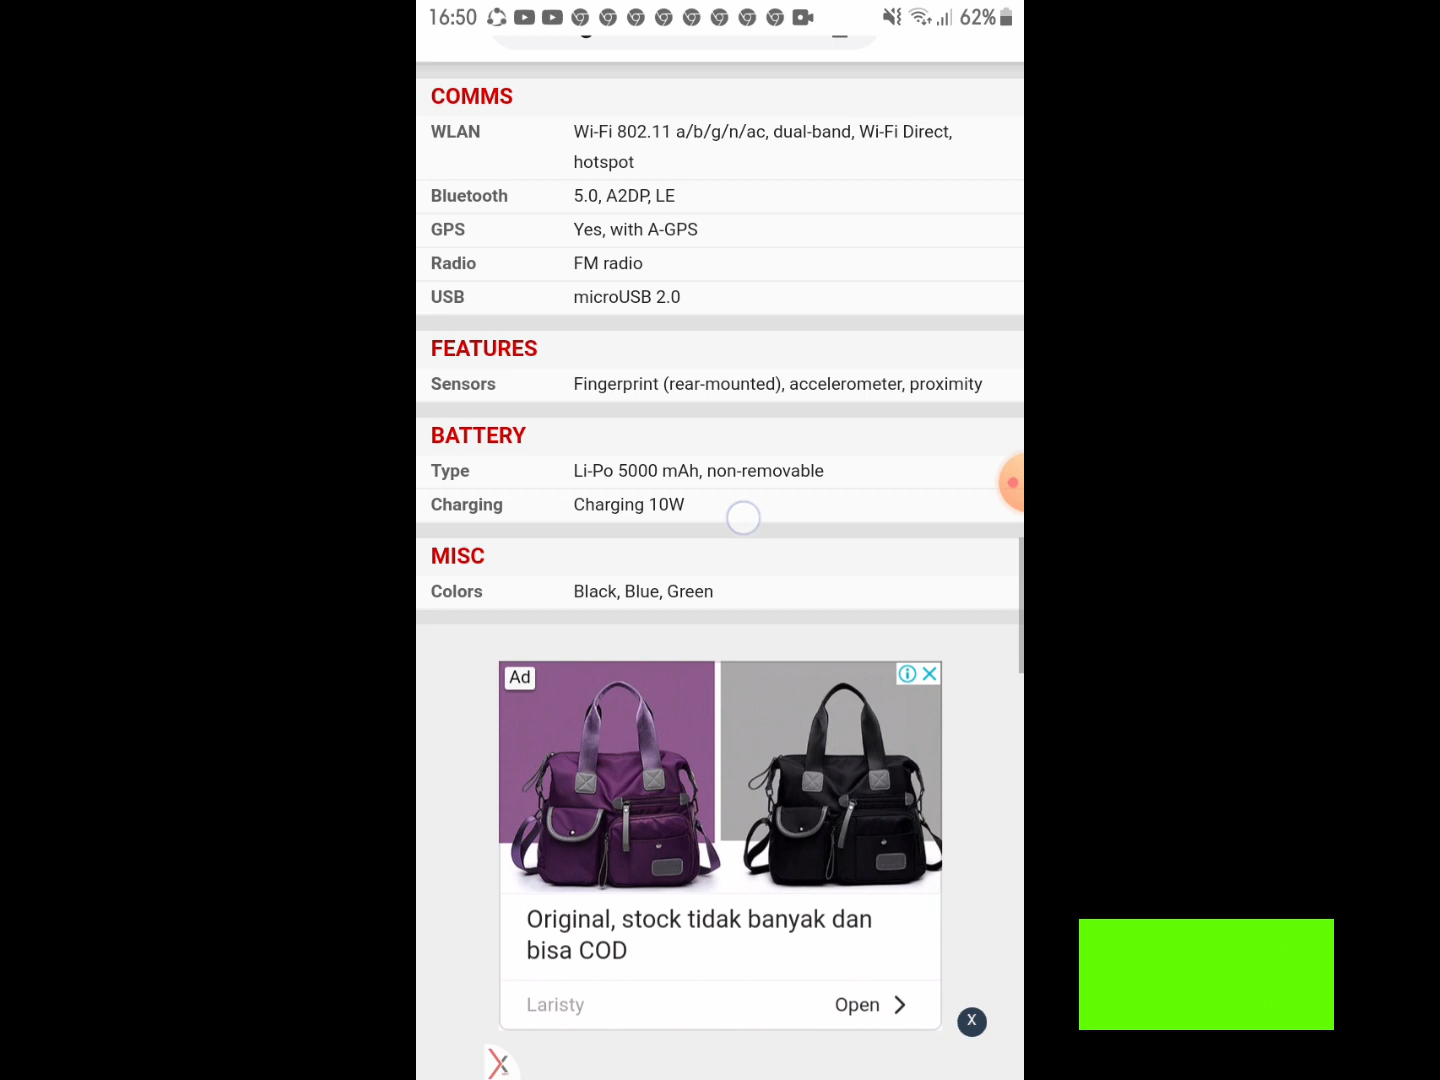 16:50 62%
COMMS
WLAN Wi-Fi 802.11 a/b/g/n/ac, dual-band, Wi-Fi Direct,
hotspot
Bluetooth 5.0, A2DP, LE
GPS Yes, with A-GPS
Radio FM radio
USB microUSB 2.0
FEATURES
Sensors Fingerprint (rear-mounted), accelerometer, proximity
BATTERY
Type Li-Po 5000 mAh, non-removable
Charging Charging 10W
MISC
Colors Black, Blue, Green
Ad
Original, stock tidak banyak dan
bisa COD
Laristy Open
X